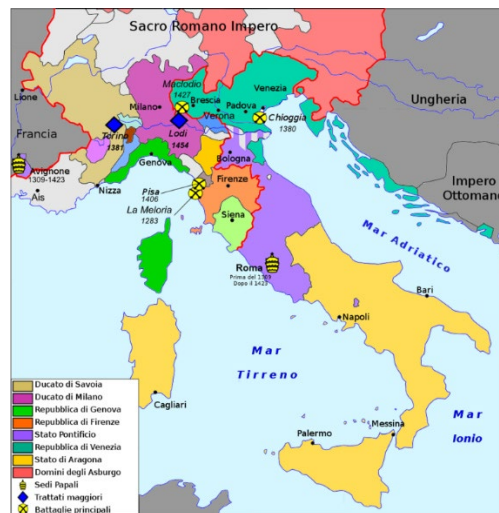 Sacro Romano Impero
Lione
Francia
Avignone
1309-1423
Ais
Nizza
Torino
1381
Milano
Maclodio
1427
Brescia
Verona
Padova
Venezia
Lodi
1454
Chioggia
1380
Ungheria
Impero
Ottomano
Genova
Bologna
Pisa
1406
La Meloria
1283
Firenze
Siena
Roma
Prima del 1309
Dopo il 1423
Mar Adriatico
Bari
Napoli
Mar
Tirreno
Cagliari
Palermo
Messina
Mar
Ionio
Ducato di Savoia
Ducato di Milano
Repubblica di Genova
Repubblica di Firenze
Stato Pontificio
Repubblica di Venezia
Stato di Aragona
Domini degli Asburgo
Sedi Papali
Trattati maggiori
Battaglie principali